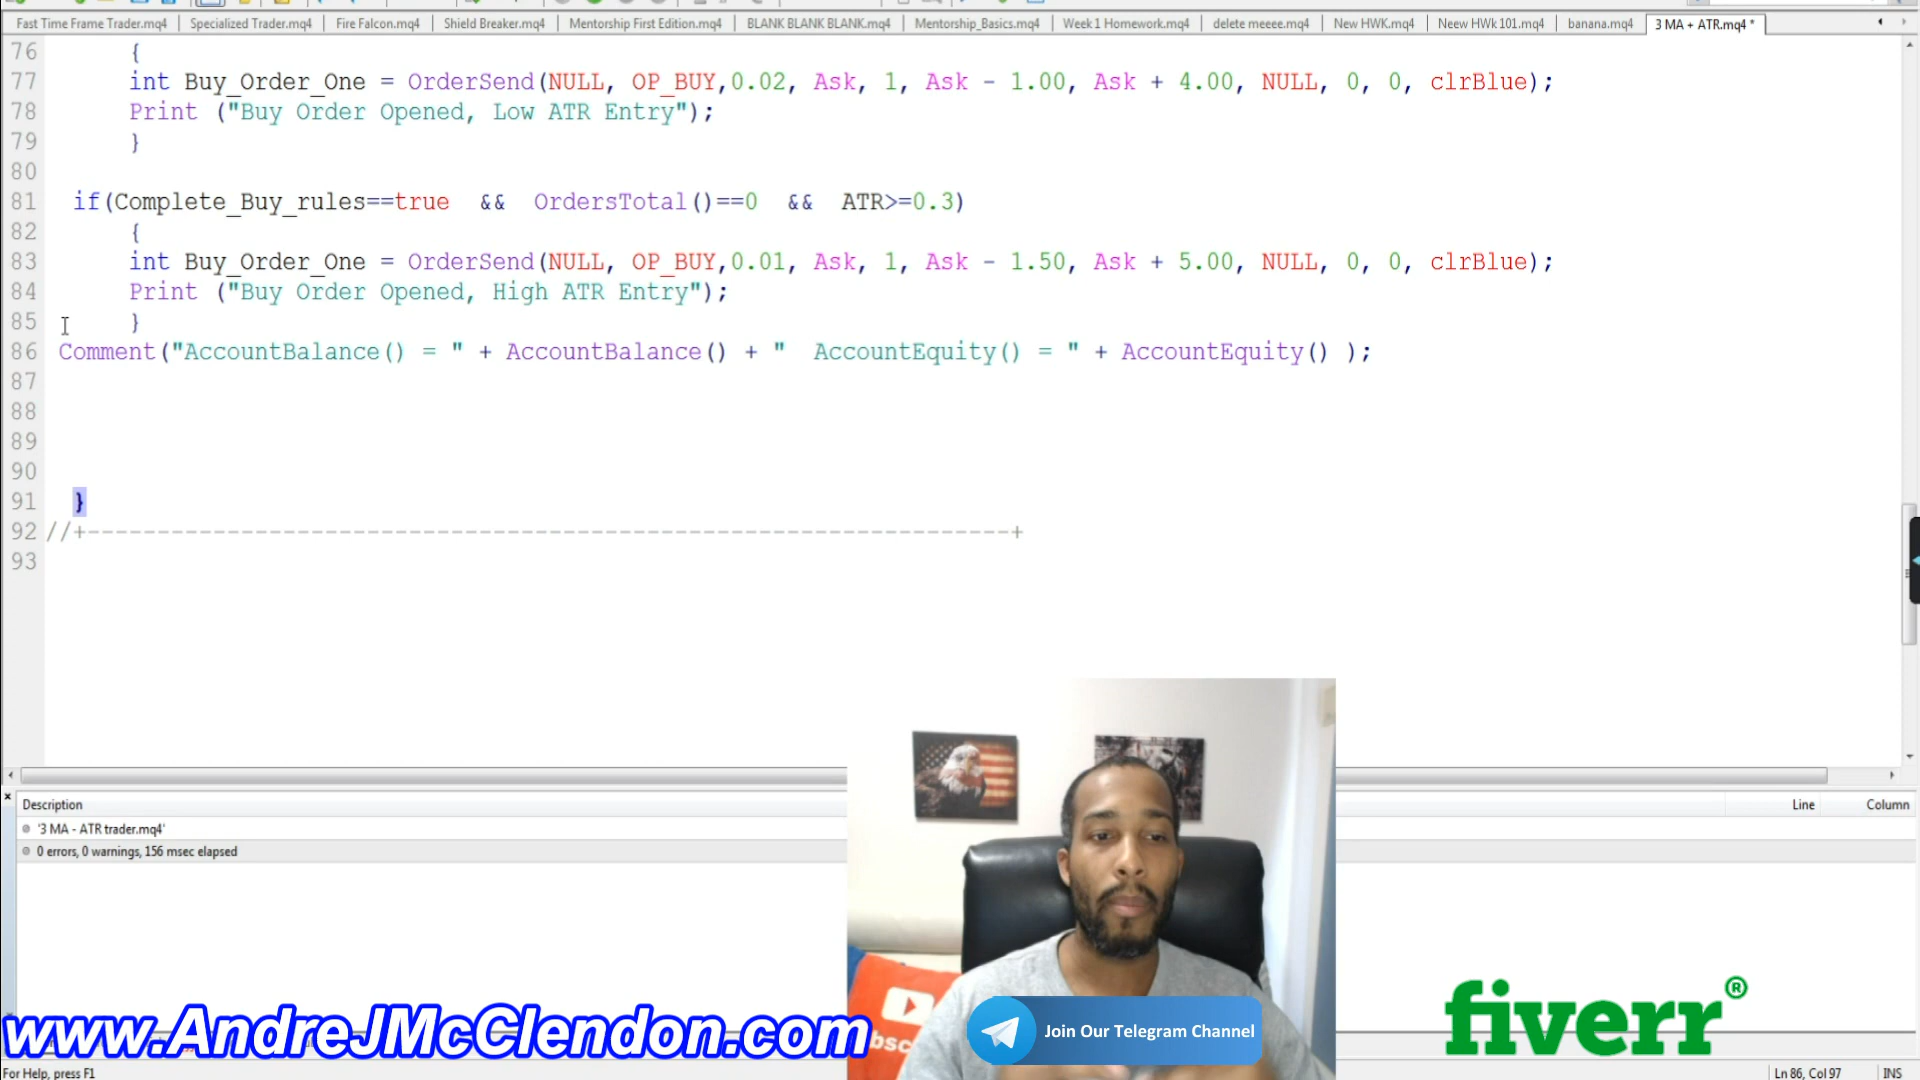 Fast Time Frame Trader.mq4 Specialized Trader.mq4 Fire Falcon.mq4 Shield Breaker.mq4 Mentorship First Edition.mq4 BLANK BLANK BLANK.mq4 Mentorship_Basics.mq4 Week 1 Homework.mq4 delete meeee.mq4 New HWK.mq4 Neew HWk 101.mq4 banana.mq4 3 MA + ATR.mq4 *
76 {
77 int Buy_Order_One = OrderSend(NULL, OP_BUY,0.02, Ask, 1, Ask - 1.00, Ask + 4.00, NULL, 0, 0, clrBlue);
78 Print ("Buy Order Opened, Low ATR Entry");
79 }
80
81 if(Complete_Buy_rules==true && OrdersTotal()==0 && ATR>=0.3)
82 {
83 int Buy_Order_One = OrderSend(NULL, OP_BUY,0.01, Ask, 1, Ask - 1.50, Ask + 5.00, NULL, 0, 0, clrBlue);
84 Print ("Buy Order Opened, High ATR Entry");
85 }
86 Comment("AccountBalance() = " + AccountBalance() + " AccountEquity() = " + AccountEquity() );
87
88
89
90
91 }
92 //+------------------------------------------------------------------+
93
Description Line Column
'3 MA - ATR trader.mq4'
0 errors, 0 warnings, 156 msec elapsed
www.AndreJMcClendon.com
Join Our Telegram Channel
fiverr®
For Help, press F1 Ln 86, Col 97 INS